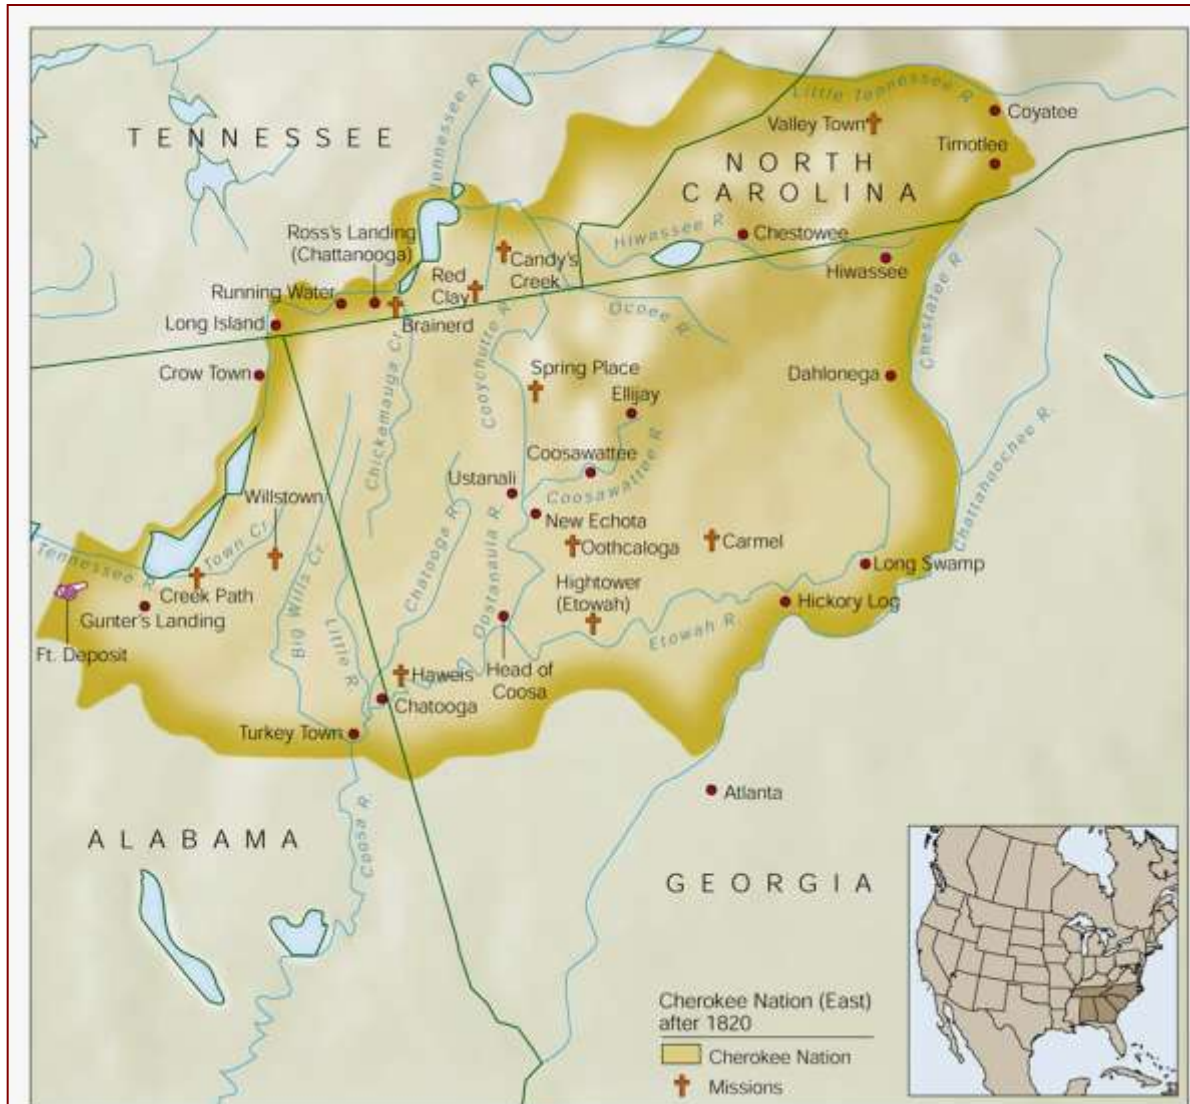 Little Tennessee R.
Coyatee
Valley Town
TENNESSEE
Tennessee R.
Timotlee
NORTH
CAROLINA
Ross's Landing
(Chattanooga)
Hiwassee R.
Chestowee
Candy's
Creek
Red
Clay
Hiwassee
Running Water
Long Island
Brainerd
Ocoee R.
Chestatee R.
Crow Town
Chickamauga Cr.
Cooychutte R.
Spring Place
Ellijay
Dahlonega
Coosawattee
Coosawattee R.
Ustanali
Willstown
New Echota
Chattahoochee R.
Town Cr.
Oothcaloga
Carmel
Tennessee R.
Big Wills Cr.
Chatooga R.
Oostanaula R.
Long Swamp
Creek Path
Hightower
(Etowah)
Hickory Log
Gunter's Landing
Little R.
Etowah R.
Ft. Deposit
Haweis
Head of
Coosa
Chatooga
Turkey Town
Atlanta
Coosa R.
ALABAMA
GEORGIA
Cherokee Nation (East)
after 1820
Cherokee Nation
Missions